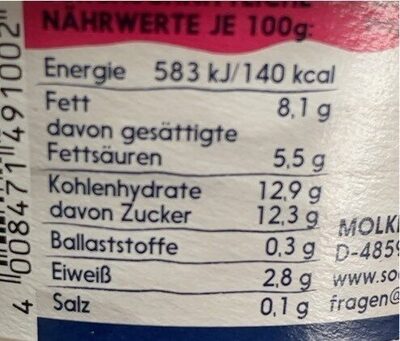 NÄHRWERTE JE 100g:
Energie 583 kJ/140 kcal
Fett 8,1 g
davon gesättigte
Fettsäuren 5,5 g
Kohlenhydrate 12,9 g
davon Zucker 12,3 g
Ballaststoffe 0,3 g
Eiweiß 2,8 g
Salz 0,1 g
MOLK
D-4859
www.so
fragen@
4 008471 491002